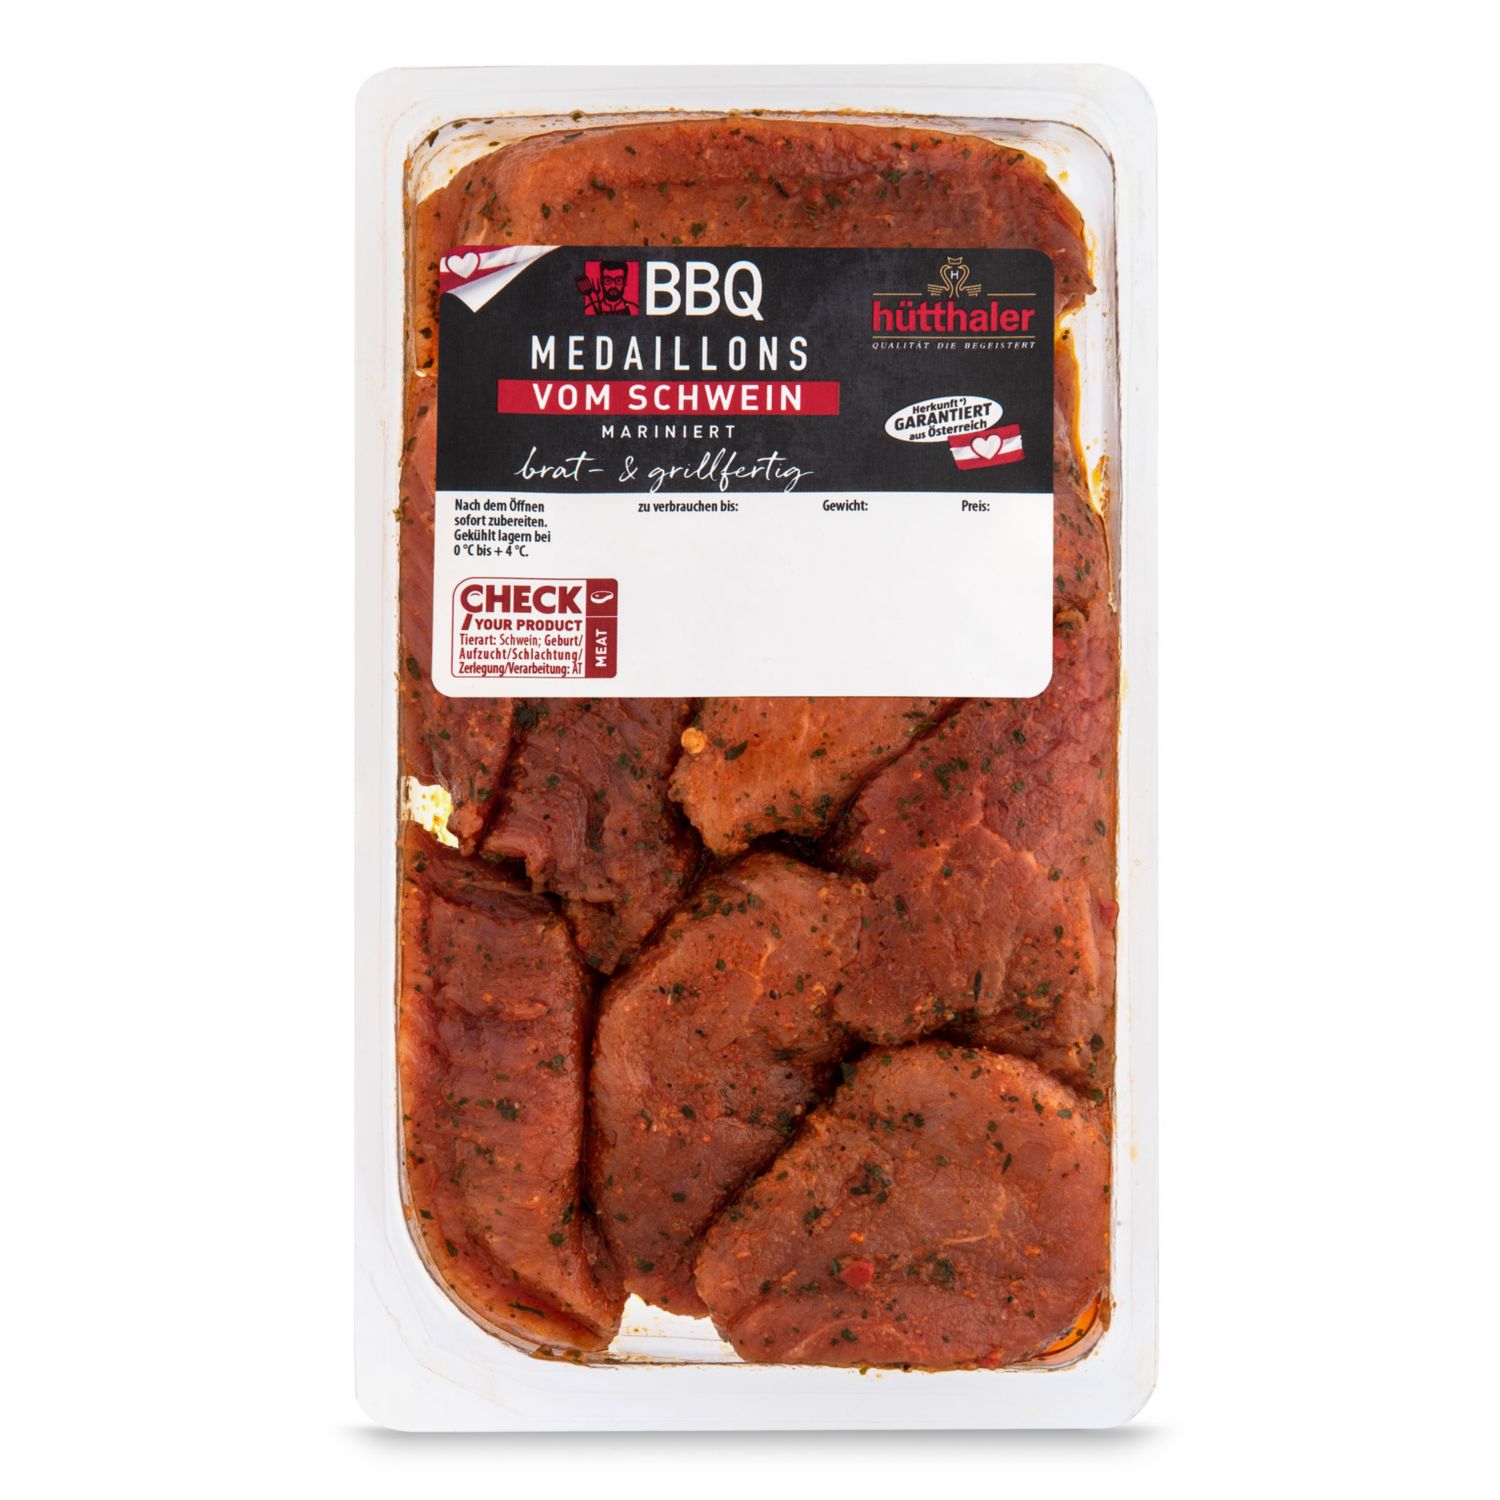 BBQ
MEDAILLONS
VOM SCHWEIN
MARINIERT
brat- & grillfertig
H
hütthaler
QUALITÄT DIE BEGEISTERT
Herkunft*)
GARANTIERT
aus Österreich
Nach dem Öffnen
sofort zubereiten.
Gekühlt lagern bei
0 °C bis + 4 °C.
zu verbrauchen bis:
Gewicht:
Preis:
CHECK
YOUR PRODUCT
Tierart: Schwein; Geburt/
Aufzucht/Schlachtung/
Zerlegung/Verarbeitung: AT
MEAT